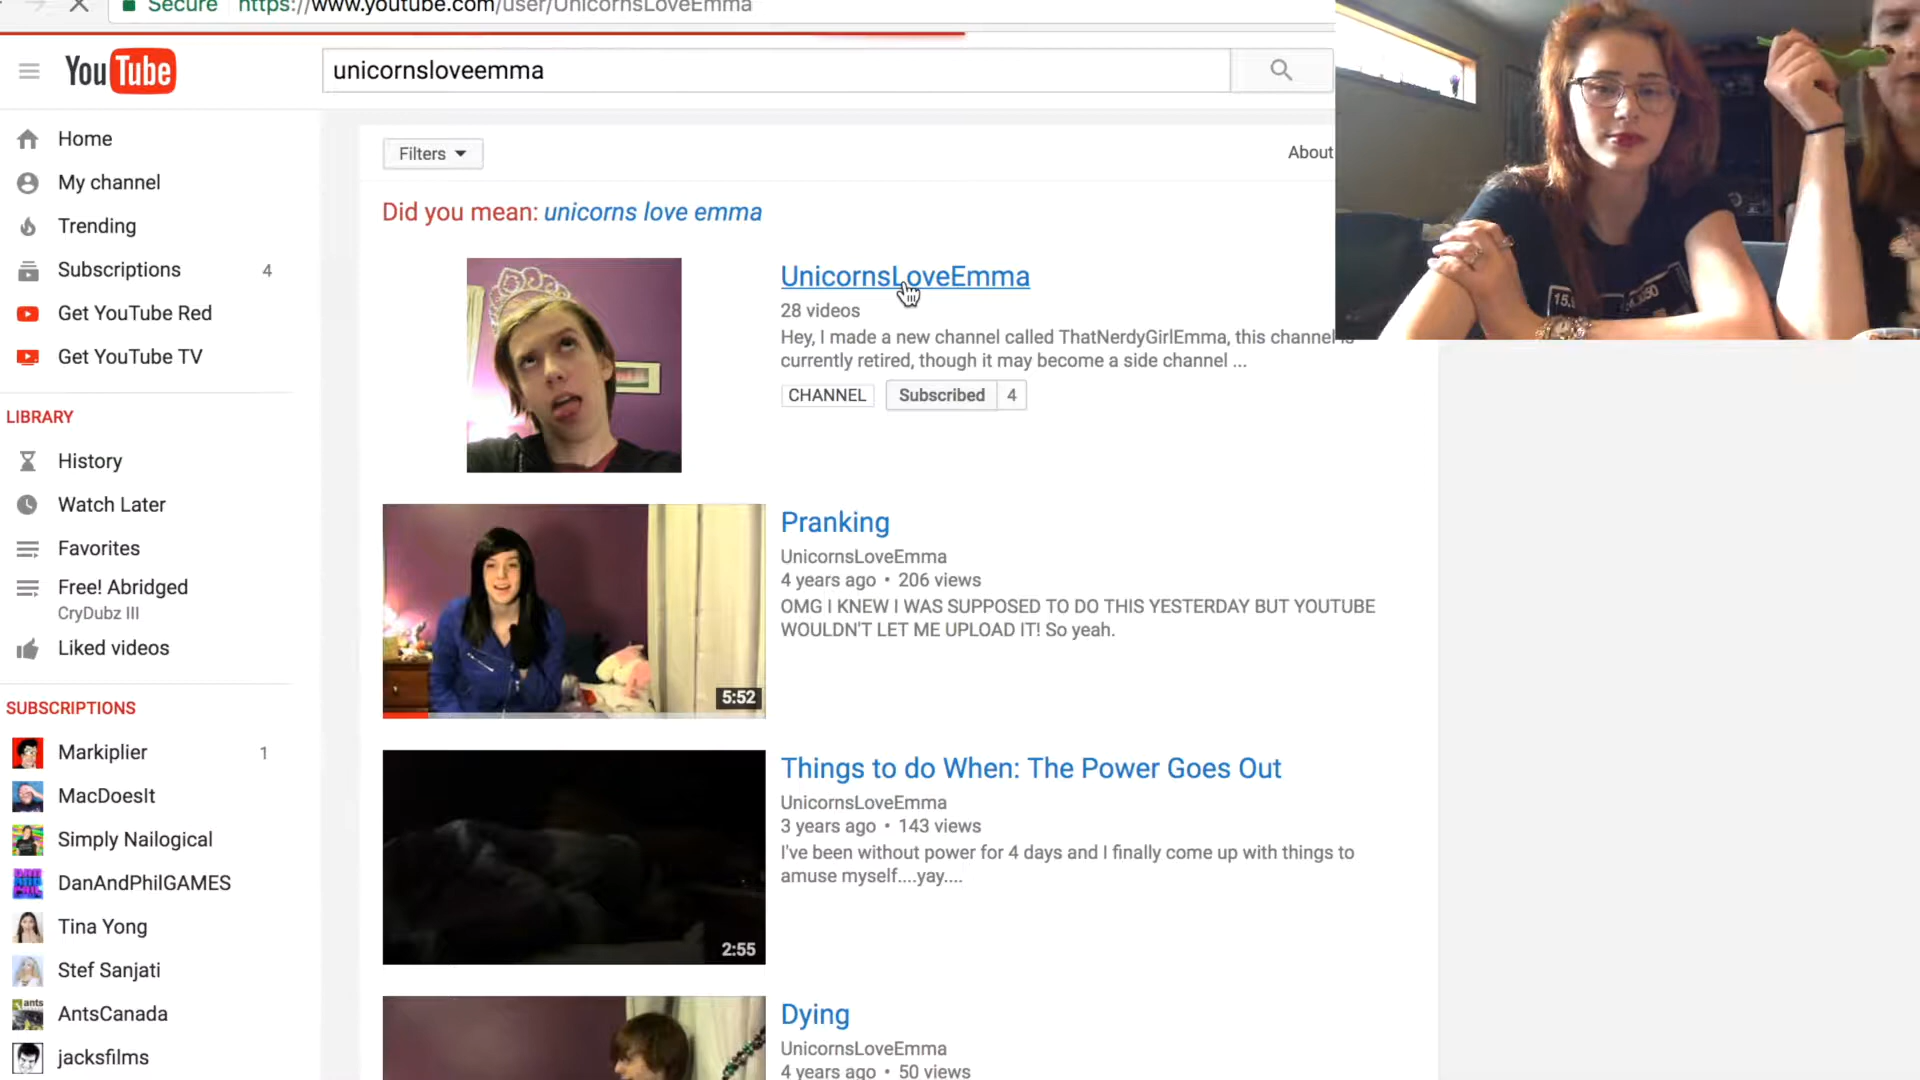 Secure https://www.youtube.com/user/UnicornsLoveEmma
YouTube
unicornsloveemma
Home
My channel
Trending
Subscriptions 4
Get YouTube Red
Get YouTube TV
LIBRARY
History
Watch Later
Favorites
Free! Abridged
CryDubz III
Liked videos
SUBSCRIPTIONS
Markiplier 1
MacDoesIt
Simply Nailogical
DanAndPhilGAMES
Tina Yong
Stef Sanjati
AntsCanada
jacksfilms
Filters
About
Did you mean: unicorns love emma
UnicornsLoveEmma
28 videos
Hey, I made a new channel called ThatNerdyGirlEmma, this channel is
currently retired, though it may become a side channel ...
CHANNEL Subscribed 4
5:52
Pranking
UnicornsLoveEmma
4 years ago • 206 views
OMG I KNEW I WAS SUPPOSED TO DO THIS YESTERDAY BUT YOUTUBE
WOULDN'T LET ME UPLOAD IT! So yeah.
2:55
Things to do When: The Power Goes Out
UnicornsLoveEmma
3 years ago • 143 views
I've been without power for 4 days and I finally come up with things to
amuse myself....yay....
Dying
UnicornsLoveEmma
4 years ago • 50 views